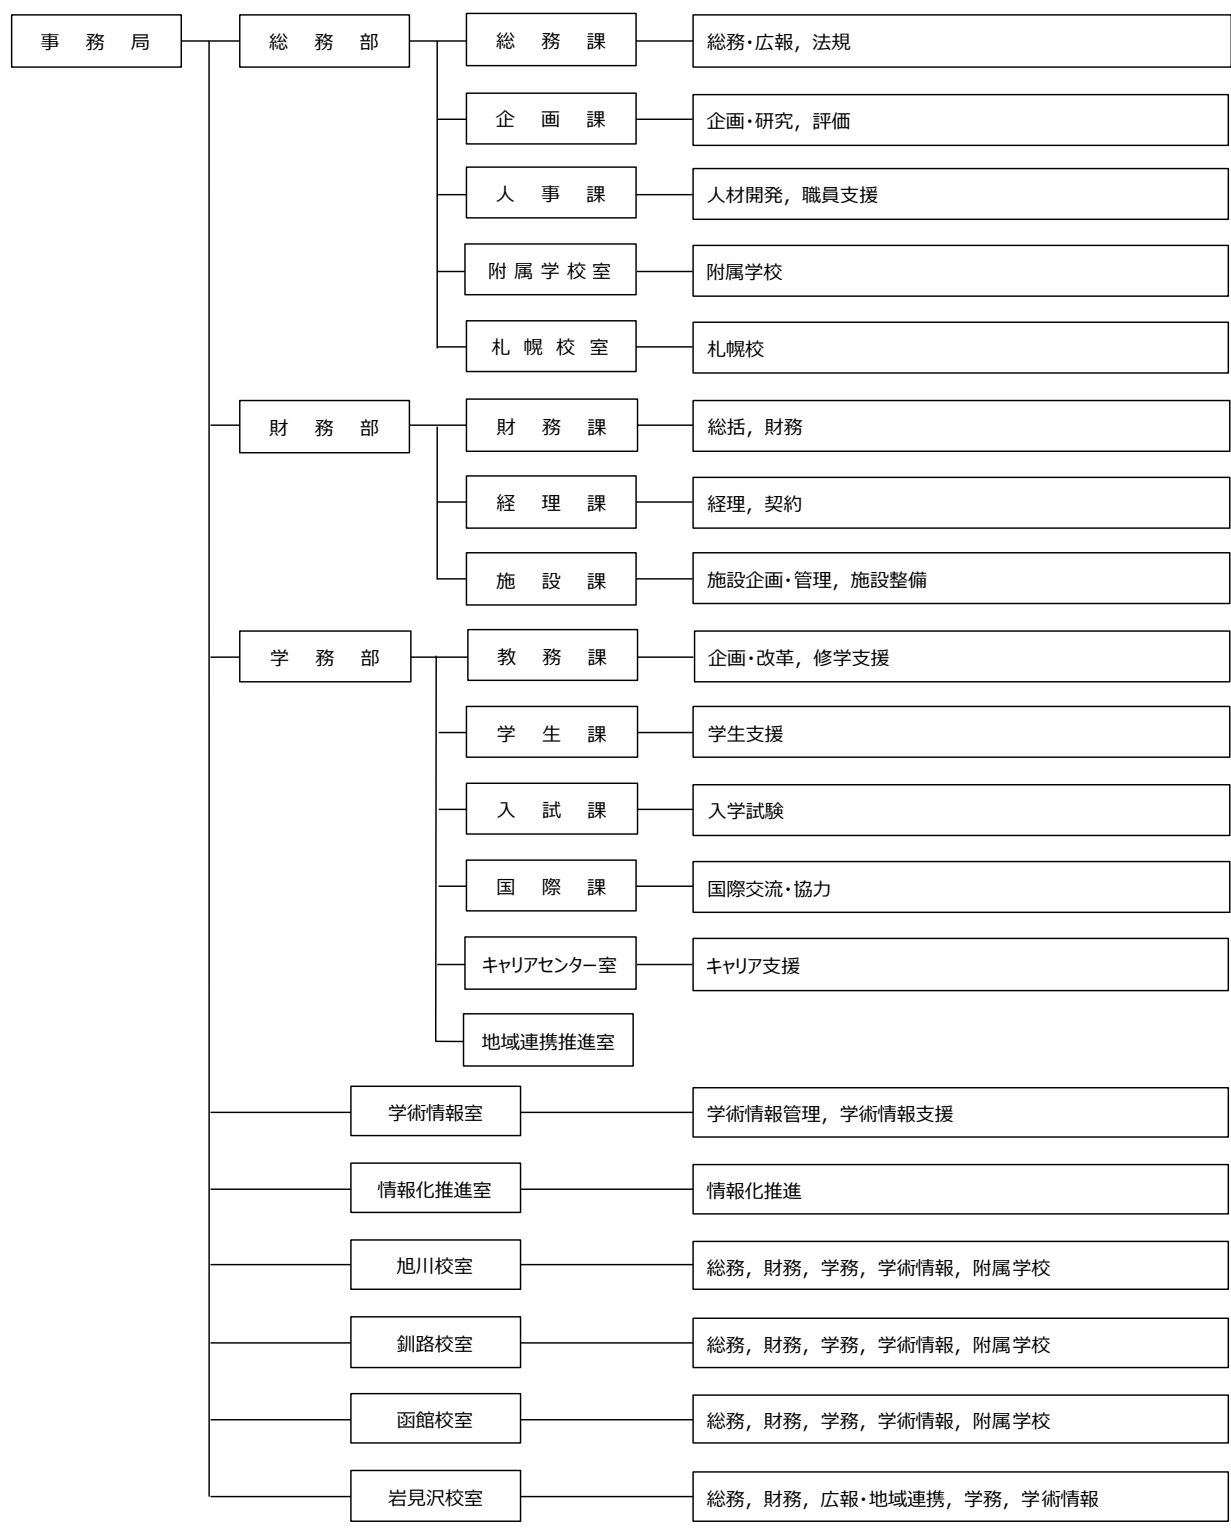 事務局 総務部 総務課 総務・広報，法規
企画課 企画・研究，評価
人事課 人材開発，職員支援
附属学校室 附属学校
札幌校室 札幌校
財務部 財務課 総括，財務
経理課 経理，契約
施設課 施設企画・管理，施設整備
学務部 教務課 企画・改革，修学支援
学生課 学生支援
入試課 入学試験
国際課 国際交流・協力
キャリアセンター室 キャリア支援
地域連携推進室
学術情報室 学術情報管理，学術情報支援
情報化推進室 情報化推進
旭川校室 総務，財務，学務，学術情報，附属学校
釧路校室 総務，財務，学務，学術情報，附属学校
函館校室 総務，財務，学務，学術情報，附属学校
岩見沢校室 総務，財務，広報・地域連携，学務，学術情報